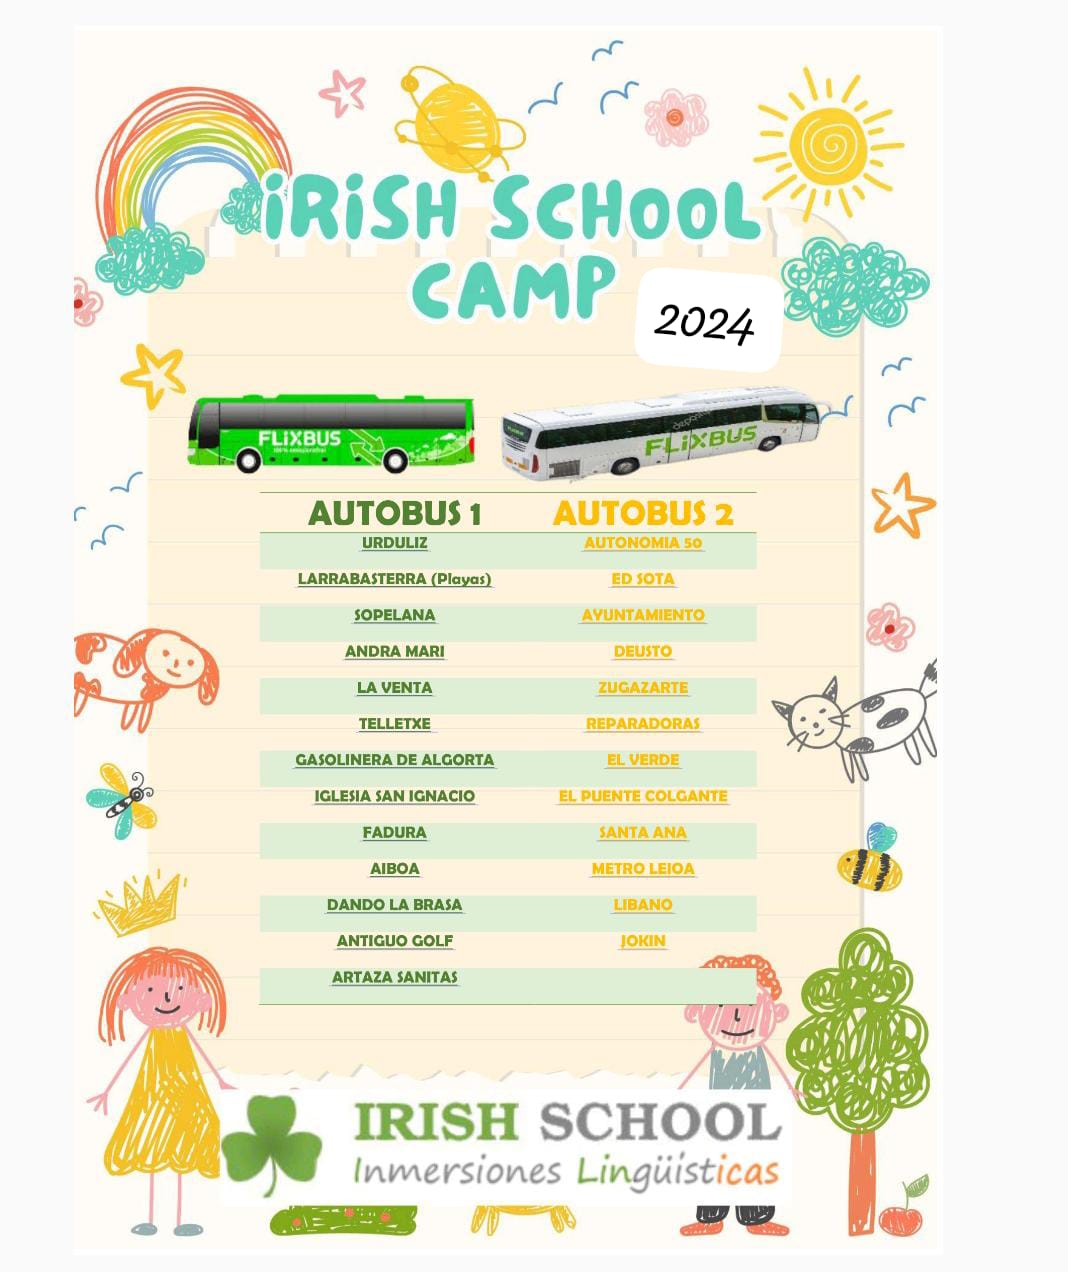 iRiSH SCHOOL
CAMP
2024
FLiXBUS
FLiXBUS
AUTOBUS 1 AUTOBUS 2
URDULIZ AUTONOMIA 50
LARRABASTERRA (Playas) ED SOTA
SOPELANA AYUNTAMIENTO
ANDRA MARI DEUSTO
LA VENTA ZUGAZARTE
TELLETXE REPARADORAS
GASOLINERA DE ALGORTA EL VERDE
IGLESIA SAN IGNACIO EL PUENTE COLGANTE
FADURA SANTA ANA
AIBOA METRO LEIOA
DANDO LA BRASA LIBANO
ANTIGUO GOLF JOKIN
ARTAZA SANITAS
IRISH SCHOOL
Inmersiones Lingüísticas